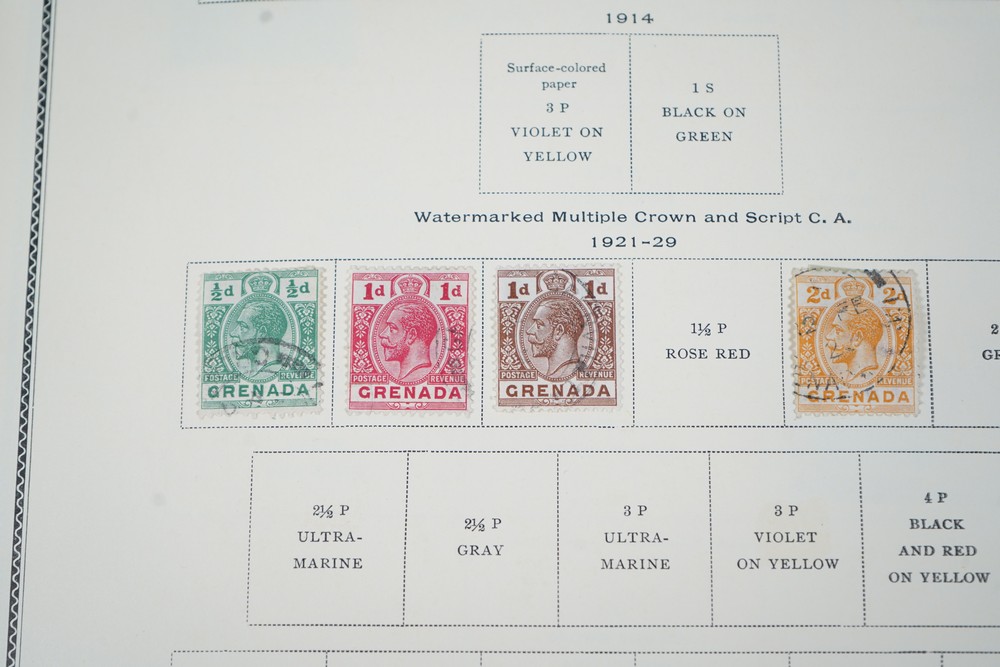 1914
Surface-colored
paper
3 P
VIOLET ON
YELLOW
1 S
BLACK ON
GREEN
Watermarked Multiple Crown and Script C. A.
1921-29
½d ½d
POSTAGE REVENUE
GRENADA
1d 1d
POSTAGE REVENUE
GRENADA
1d 1d
POSTAGE REVENUE
GRENADA
1½ P
ROSE RED
2d 2d
POSTAGE REVENUE
GRENADA
2½ P
ULTRA-
MARINE
2½ P
GRAY
3 P
ULTRA-
MARINE
3 P
VIOLET
ON YELLOW
4 P
BLACK
AND RED
ON YELLOW